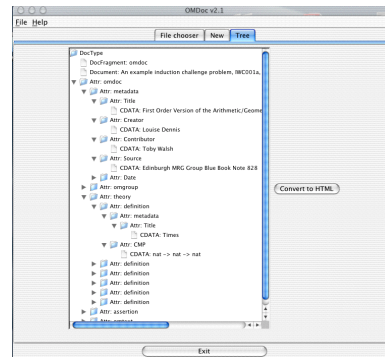 OMDoc v2.1
File Help
File chooser New Tree
DocType
DocFragment: omdoc
Document: An example induction challenge problem, IWC001a,
Attr: omdoc
Attr: metadata
Attr: Title
CDATA: First Order Version of the Arithmetic/Geome
Attr: Creator
CDATA: Louise Dennis
Attr: Contributor
CDATA: Toby Walsh
Attr: Source
CDATA: Edinburgh MRG Group Blue Book Note 828
Attr: Date
Attr: omgroup
Attr: theory
Attr: definition
Attr: metadata
Attr: Title
CDATA: Times
Attr: CMP
CDATA: nat -> nat -> nat
Attr: definition
Attr: definition
Attr: definition
Attr: definition
Attr: assertion
Convert to HTML
Exit